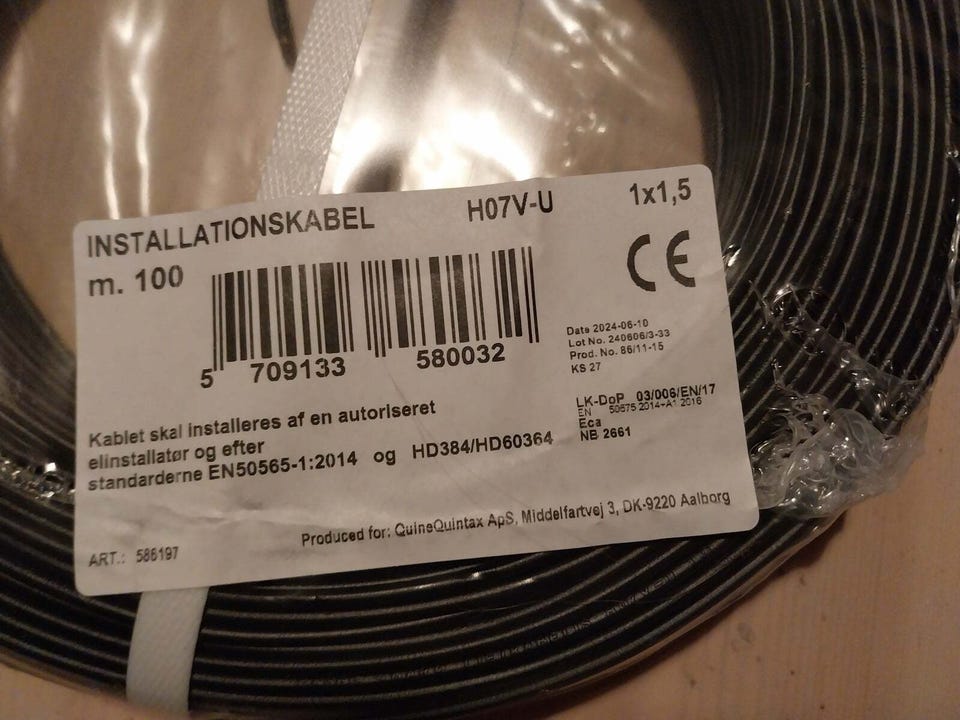 INSTALLATIONSKABEL H07V-U 1x1,5
m. 100
CE
5 709133 580032
Date 2024-06-10
Lot No. 240606/3-33
Prod. No. 86/11-15
KS 27
LK-DoP 03/006/EN/17
EN 50575 2014+A1 2016
Eca
NB 2661
Kablet skal installeres af en autoriseret
elinstallatør og efter
standarderne EN50565-1:2014 og HD384/HD60364
Produced for: QuinsQuintax ApS, Middelfartvej 3, DK-9220 Aalborg
ART.: 586197